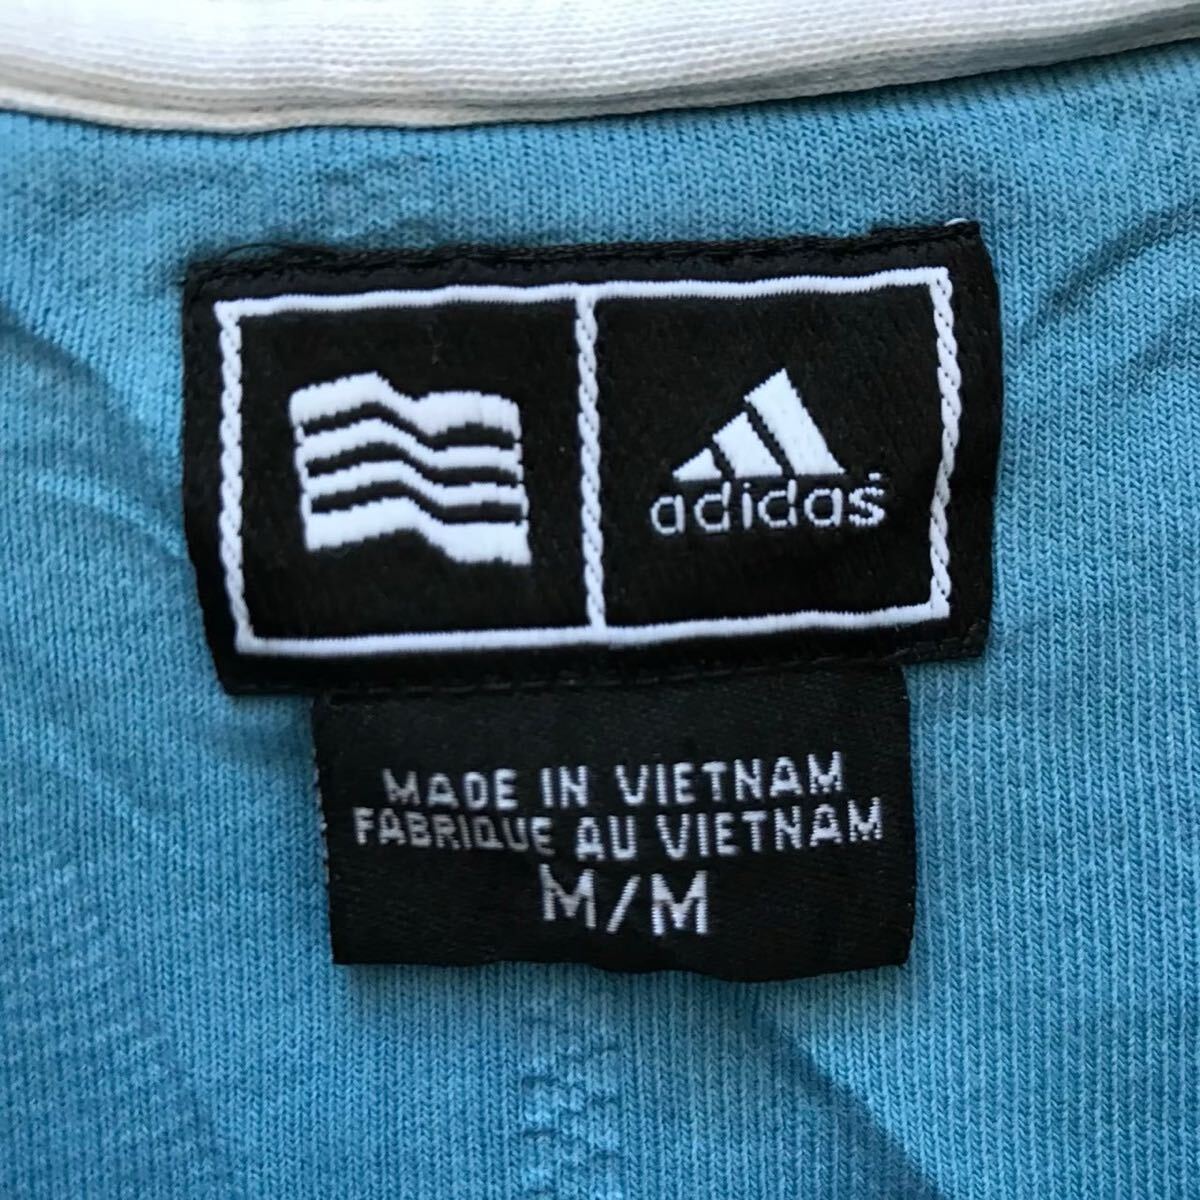 adidas
MADE IN VIETNAM
FABRIQUE AU VIETNAM
M/M